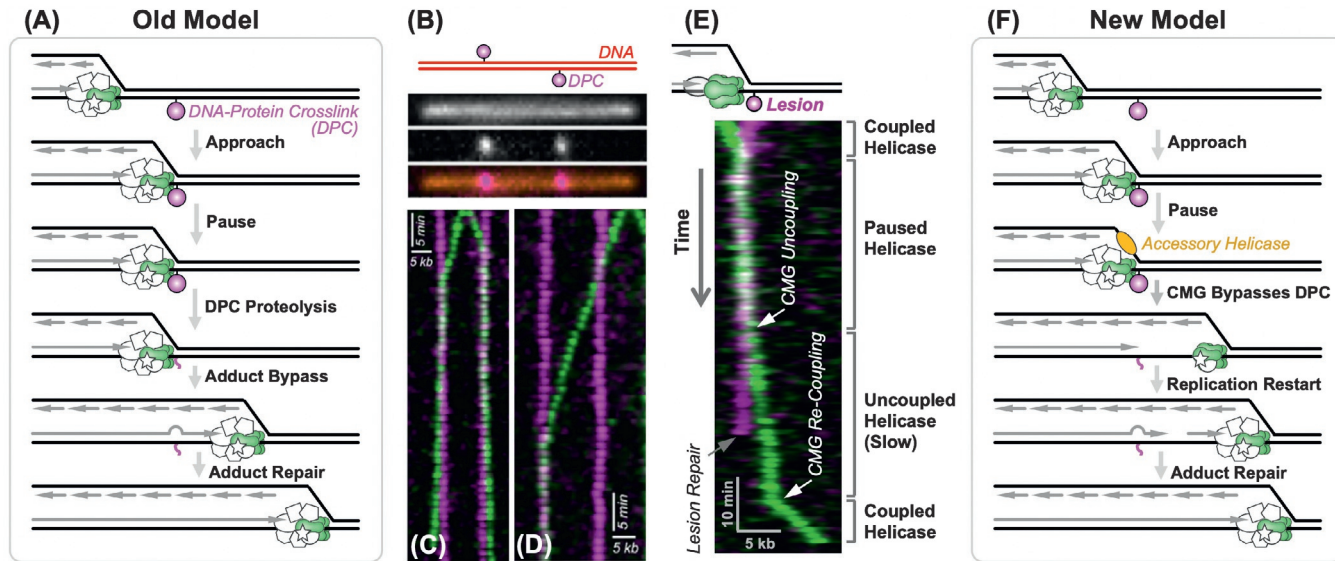 (A) Old Model
DNA-Protein Crosslink
(DPC)
Approach
Pause
DPC Proteolysis
Adduct Bypass
Adduct Repair
(B)
DNA
DPC
5 min
5 kb
(C)
(D)
5 min
5 kb
(E)
Lesion
Time
CMG Uncoupling
CMG Re-Coupling
Lesion Repair
10 min
5 kb
Coupled
Helicase
Paused
Helicase
Uncoupled
Helicase
(Slow)
Coupled
Helicase
(F) New Model
Approach
Pause
Accessory Helicase
CMG Bypasses DPC
Replication Restart
Adduct Repair